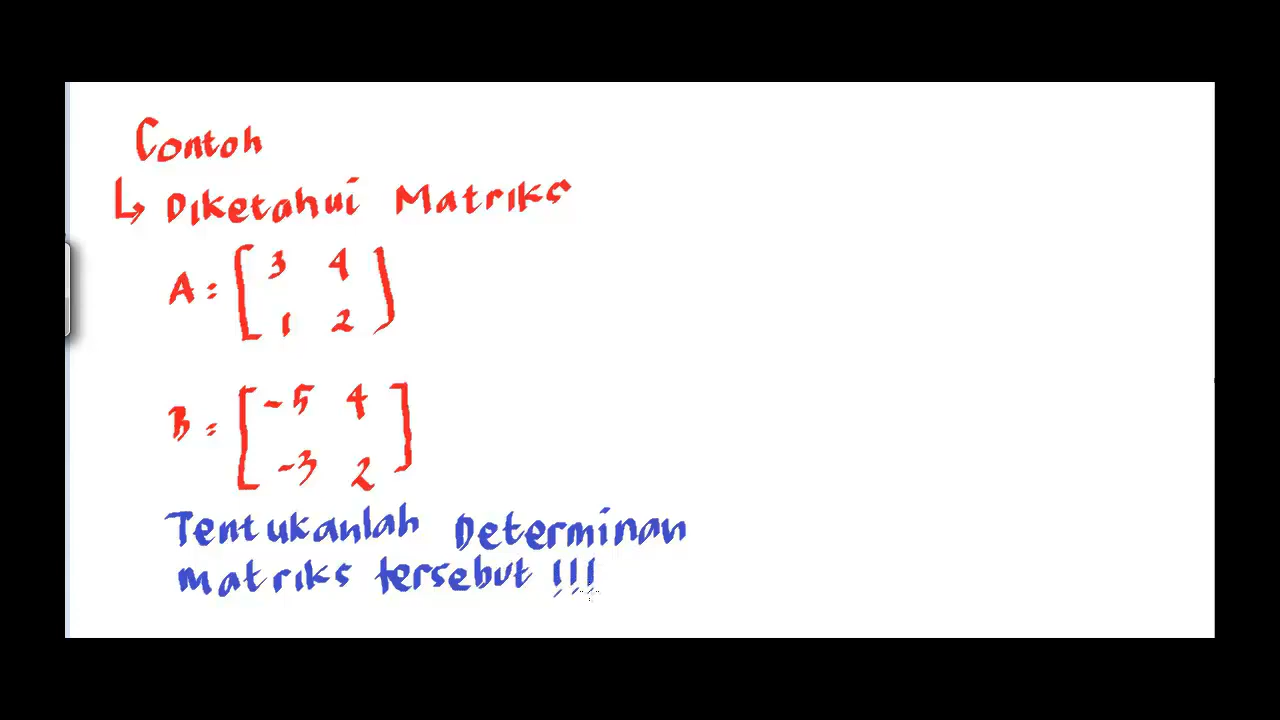 Contoh
↳ Diketahui Matriks
A = [ 3 4
1 2 ]
B = [ -5 4
-3 2 ]
Tentukanlah Determinan
matriks tersebut !!!